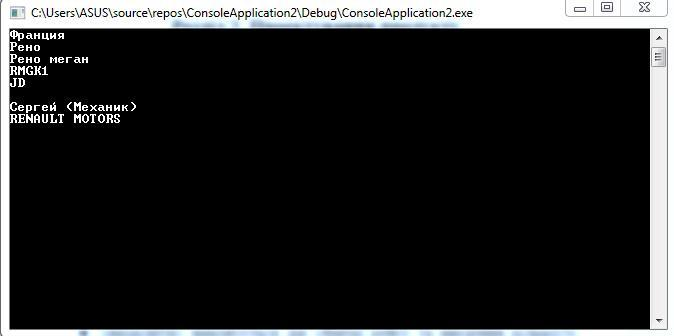 C:\Users\ASUS\source\repos\ConsoleApplication2\Debug\ConsoleApplication2.exe
Франция
Рено
Рено меган
RMGK1
JD
Сергей (Механик)
RENAULT MOTORS